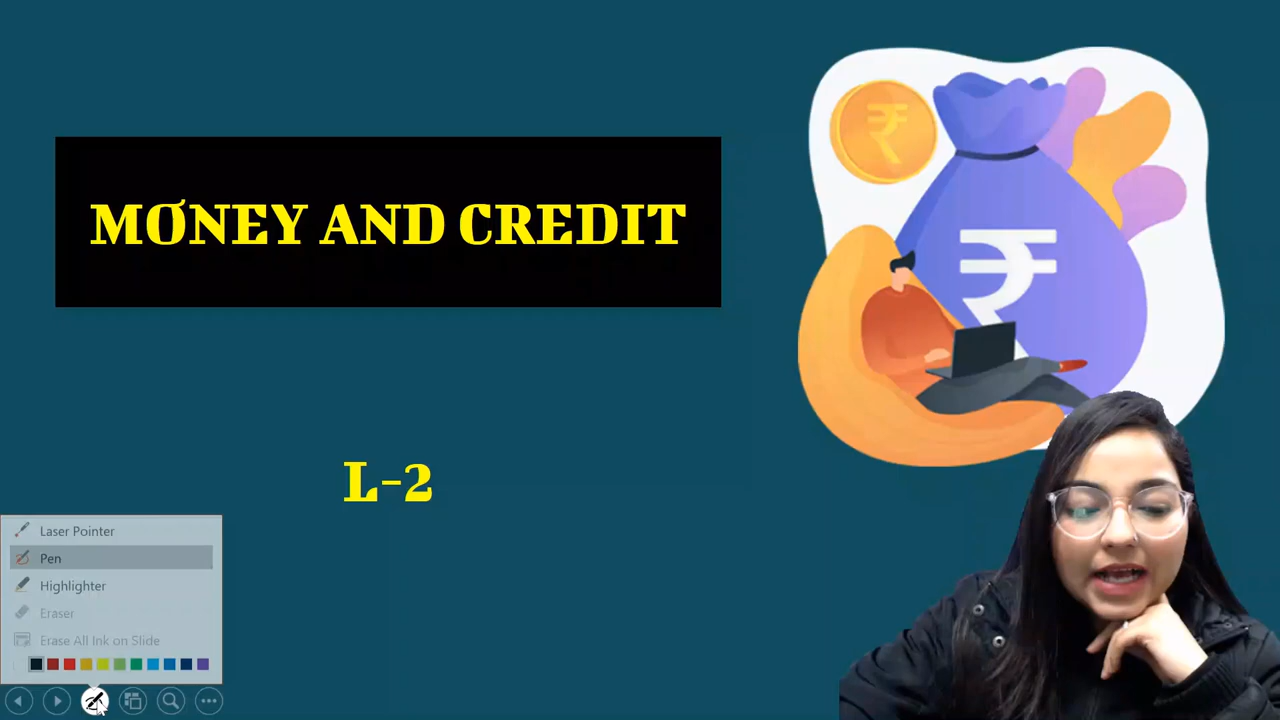 MONEY AND CREDIT
₹
₹
L-2
Laser Pointer
Pen
Highlighter
Eraser
Erase All Ink on Slide